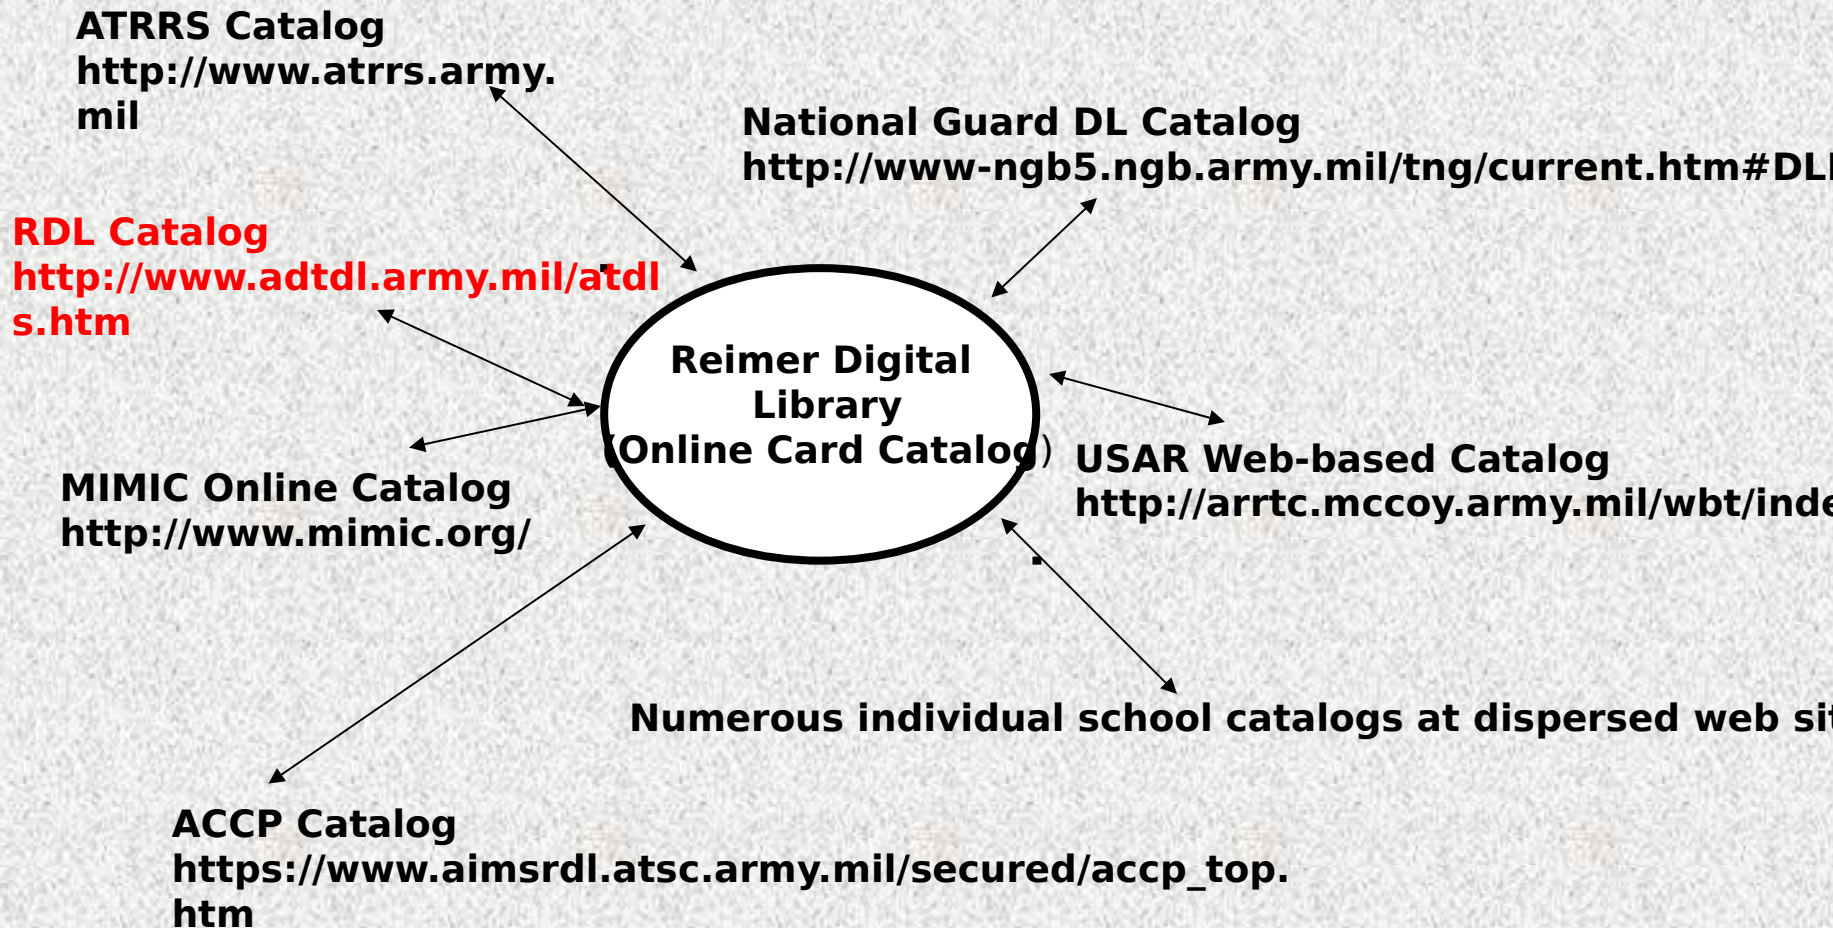 ATRRS Catalog
http://www.atrrs.army.
mil
National Guard DL Catalog
http://www-ngb5.ngb.army.mil/tng/current.htm#DL
RDL Catalog
http://www.adtdl.army.mil/atdl
s.htm
Reimer Digital
Library
(Online Card Catalog)
USAR Web-based Catalog
http://arrtc.mccoy.army.mil/wbt/inde
MIMIC Online Catalog
http://www.mimic.org/
Numerous individual school catalogs at dispersed web
ACCP Catalog
https://www.aimsrdl.atsc.army.mil/secured/accp_top.
htm